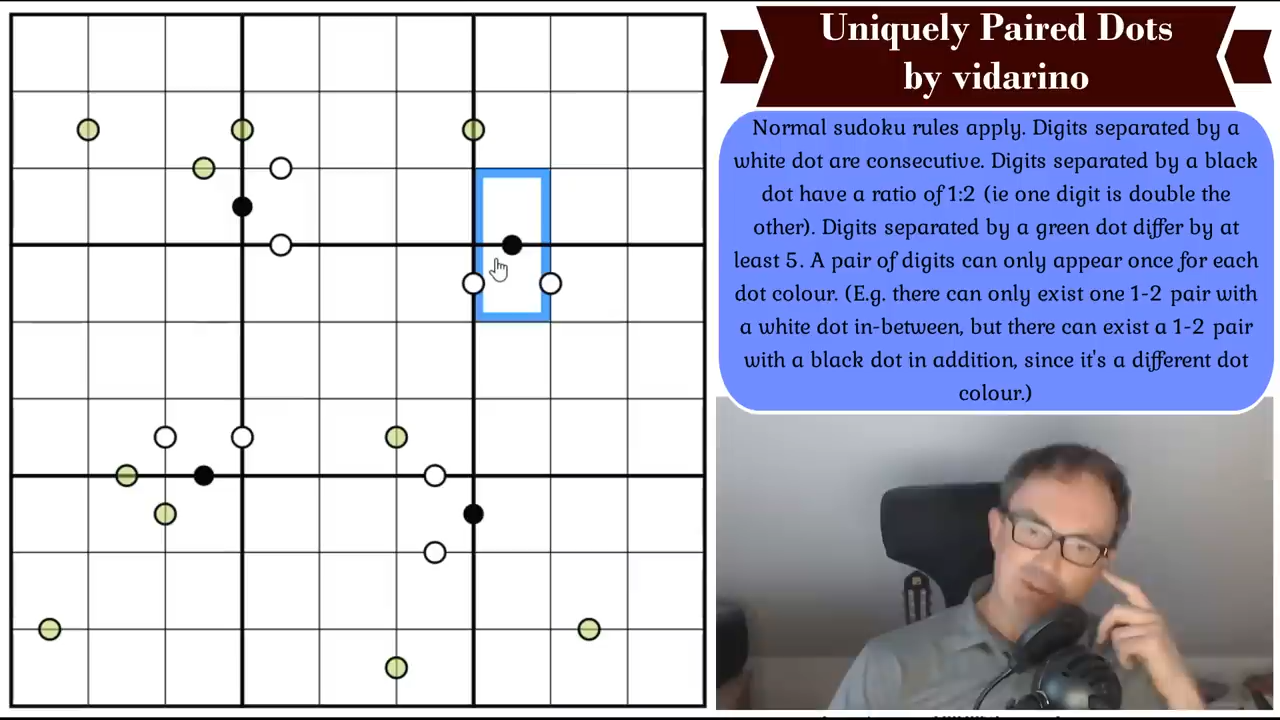 Uniquely Paired Dots
by vidarino
Normal sudoku rules apply. Digits separated by a
white dot are consecutive. Digits separated by a black
dot have a ratio of 1:2 (ie one digit is double the
other). Digits separated by a green dot differ by at
least 5. A pair of digits can only appear once for each
dot colour. (E.g. there can only exist one 1-2 pair with
a white dot in-between, but there can exist a 1-2 pair
with a black dot in addition, since it's a different dot
colour.)